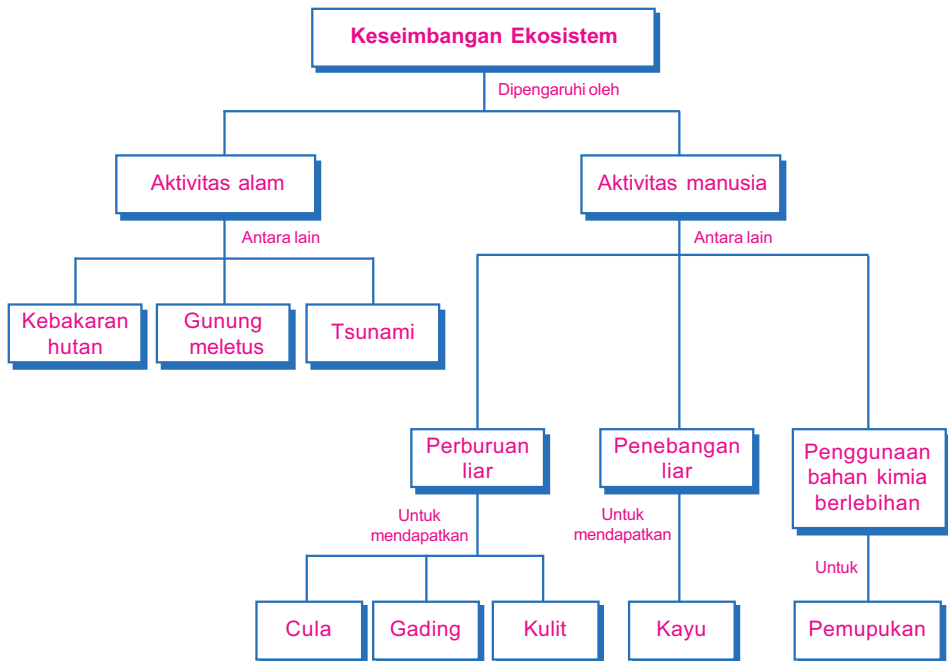 Keseimbangan Ekosistem
Dipengaruhi oleh
Aktivitas alam
Aktivitas manusia
Antara lain
Antara lain
Kebakaran
hutan
Gunung
meletus
Tsunami
Perburuan
liar
Penebangan
liar
Penggunaan
bahan kimia
berlebihan
Untuk
mendapatkan
Untuk
mendapatkan
Untuk
Cula
Gading
Kulit
Kayu
Pemupukan